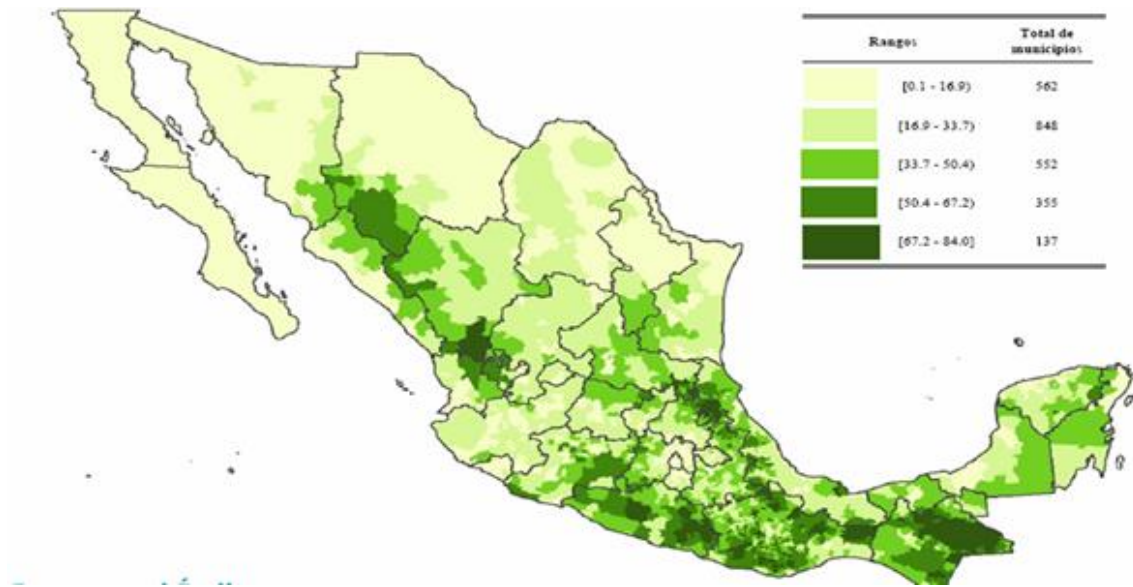 Rangos Total de
municipios
[0.1 - 16.9) 562
[16.9 - 33.7) 848
[33.7 - 50.4) 552
[50.4 - 67.2) 355
[67.2 - 84.0] 137